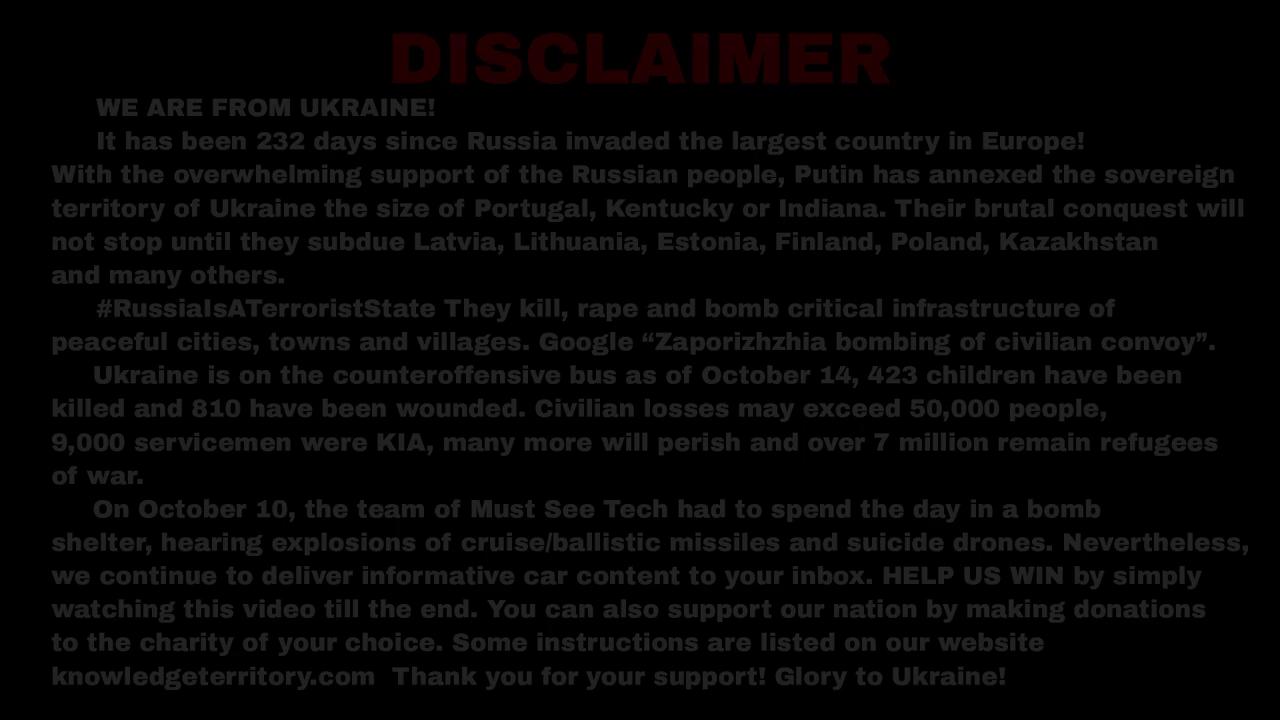 DISCLAIMER
WE ARE FROM UKRAINE!
It has been 232 days since Russia invaded the largest country in Europe!
With the overwhelming support of the Russian people, Putin has annexed the sovereign
territory of Ukraine the size of Portugal, Kentucky or Indiana. Their brutal conquest will
not stop until they subdue Latvia, Lithuania, Estonia, Finland, Poland, Kazakhstan
and many others.
#RussiaIsATerroristState They kill, rape and bomb critical infrastructure of
peaceful cities, towns and villages. Google “Zaporizhzhia bombing of civilian convoy”.
Ukraine is on the counteroffensive bus as of October 14, 423 children have been
killed and 810 have been wounded. Civilian losses may exceed 50,000 people,
9,000 servicemen were KIA, many more will perish and over 7 million remain refugees
of war.
On October 10, the team of Must See Tech had to spend the day in a bomb
shelter, hearing explosions of cruise/ballistic missiles and suicide drones. Nevertheless,
we continue to deliver informative car content to your inbox. HELP US WIN by simply
watching this video till the end. You can also support our nation by making donations
to the charity of your choice. Some instructions are listed on our website
knowledgeterritory.com  Thank you for your support! Glory to Ukraine!